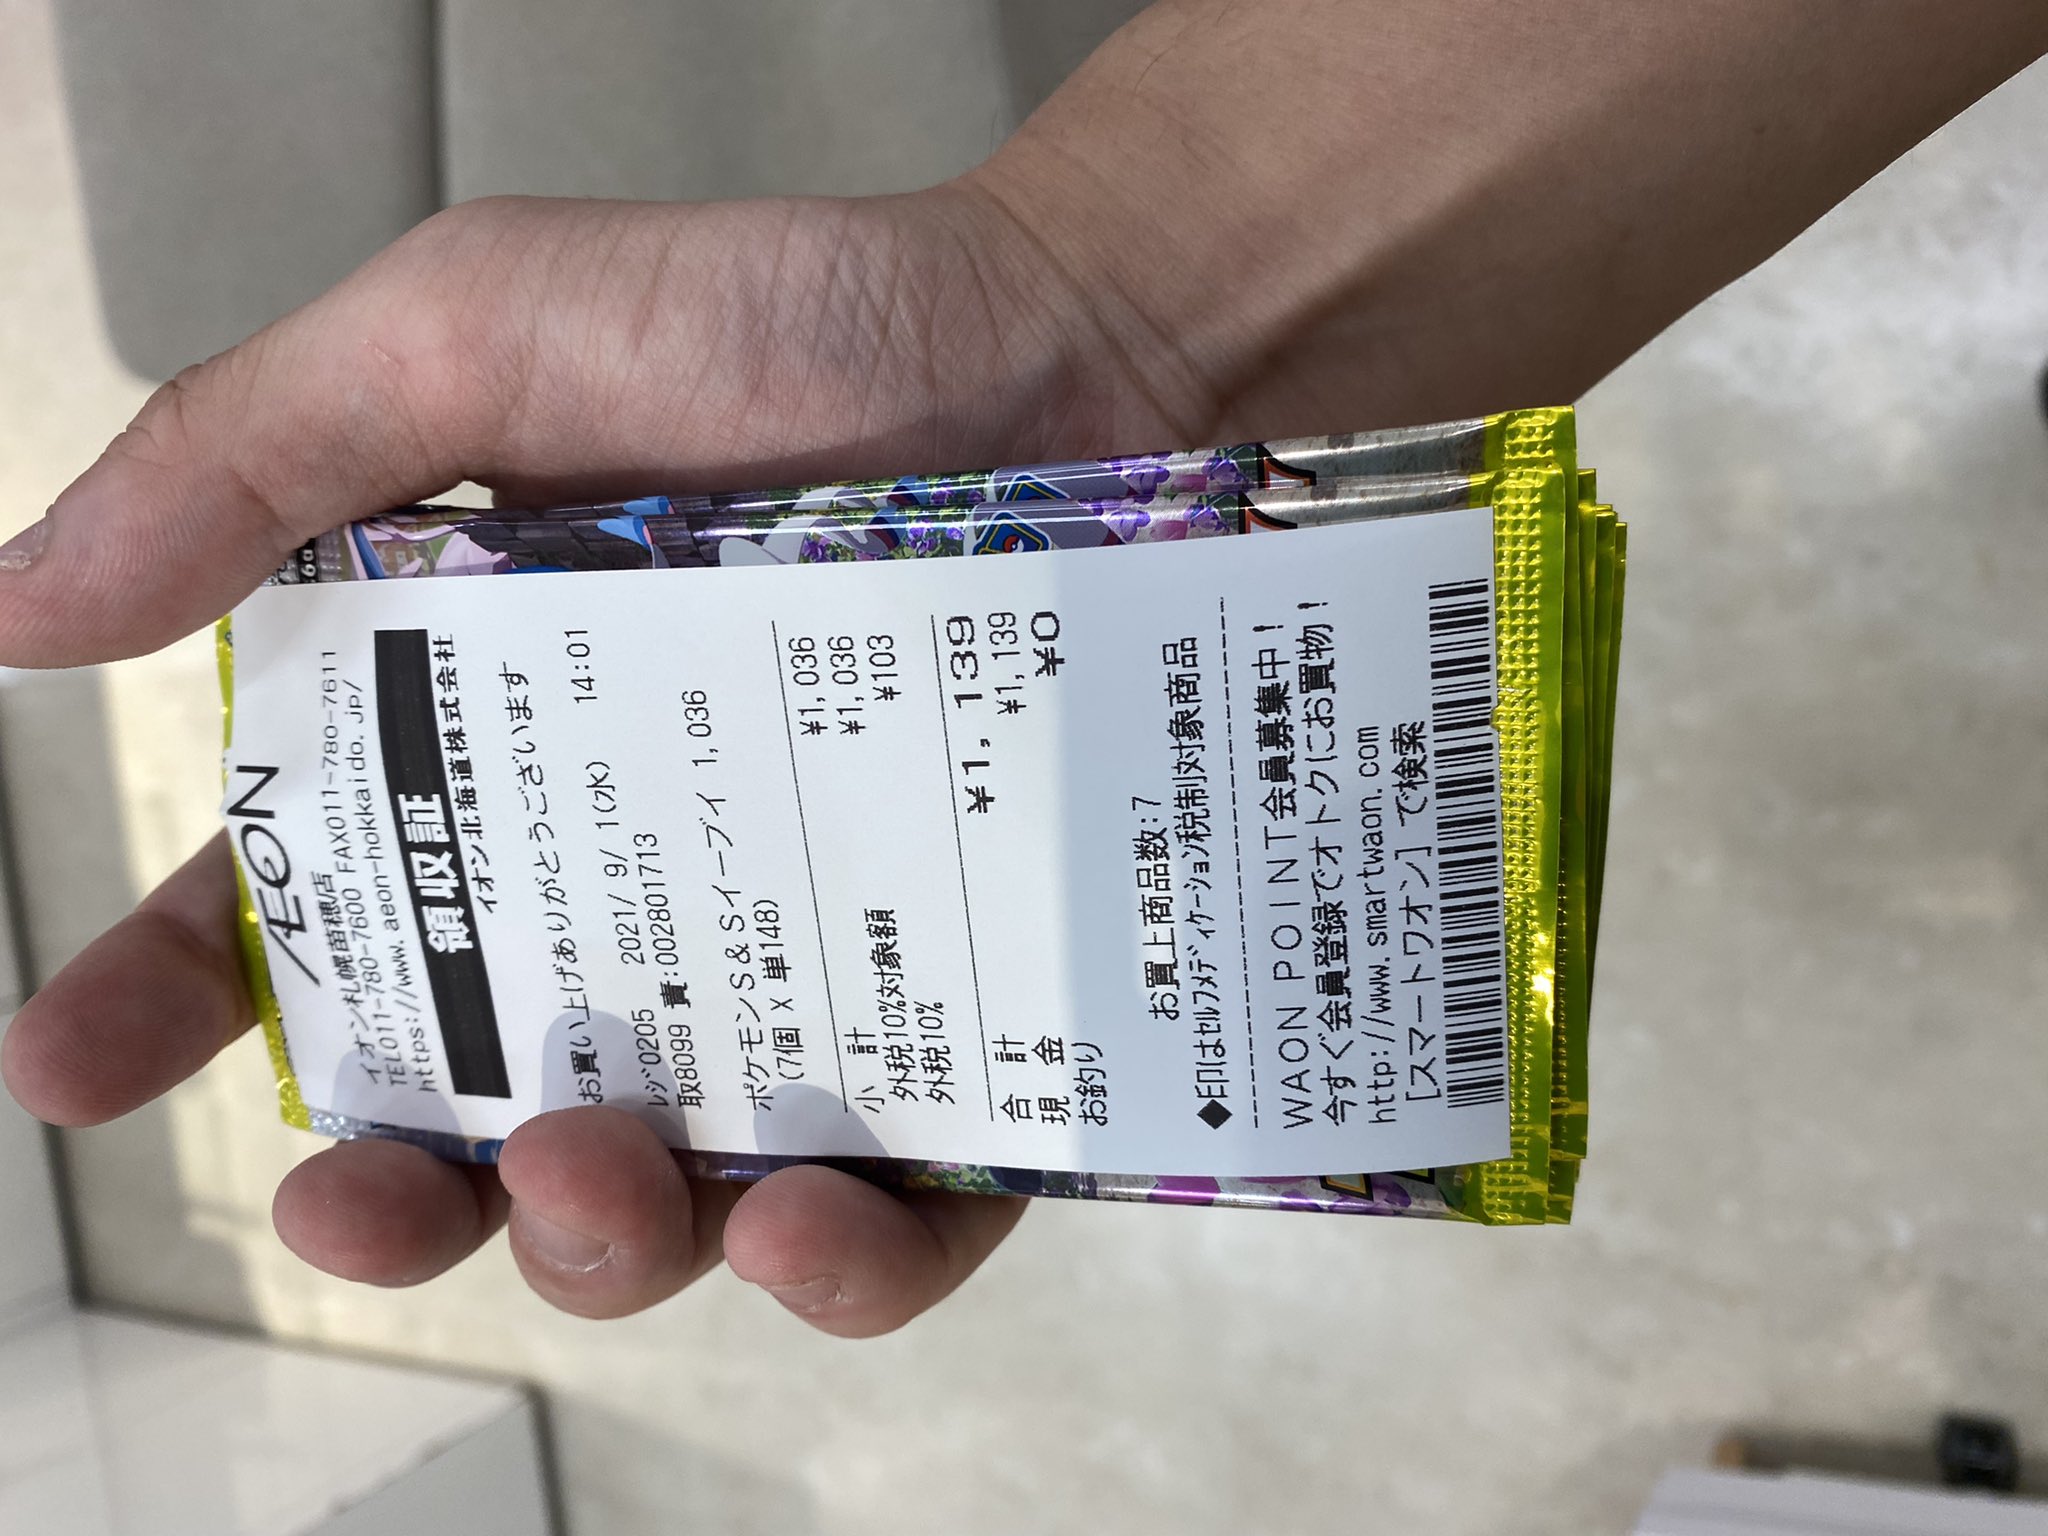 AEON
イオン札幌苗穂店
TEL011-780-7600 FAX011-780-7611
https://www.aeon-hokkaido.jp/
領収証
イオン北海道株式会社
お買い上げありがとうございます
レジ0205 2021/ 9/ 1(水) 14:01
取8099 責:002801713
ポケモンS&Sイーブイ 1,036
(7個 X 単148)
小 計 ¥1,036
外税10%対象額 ¥1,036
外税10% ¥103
合 計 ¥1,139
現 金 ¥1,139
お釣り ¥0
お買上商品数:7
◆印はセルフメディケーション税制対象商品
WAON POINT会員募集中!
今すぐ会員登録でオトクにお買物!
http://www.smartwaon.com
[スマートワオン]で検索